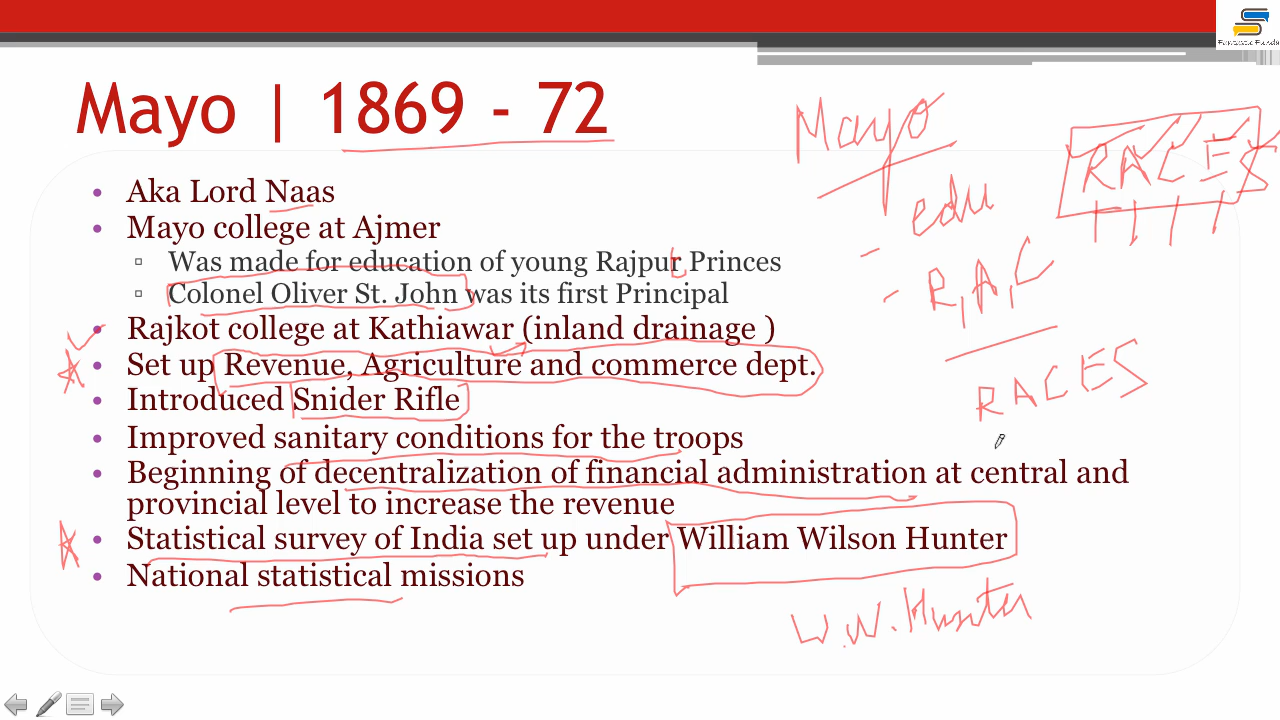 Fantastic Funda
Mayo | 1869 - 72
Mayo
RACES
edu
Aka Lord Naas
Mayo college at Ajmer
Was made for education of young Rajpur Princes
t
Colonel Oliver St. John was its first Principal
- R, A, C
Rajkot college at Kathiawar (inland drainage )
Set up Revenue, Agriculture and commerce dept.
RACES
Introduced Snider Rifle
Improved sanitary conditions for the troops
Beginning of decentralization of financial administration at central and
provincial level to increase the revenue
Statistical survey of India set up under William Wilson Hunter
National statistical missions
W.W. Hunter